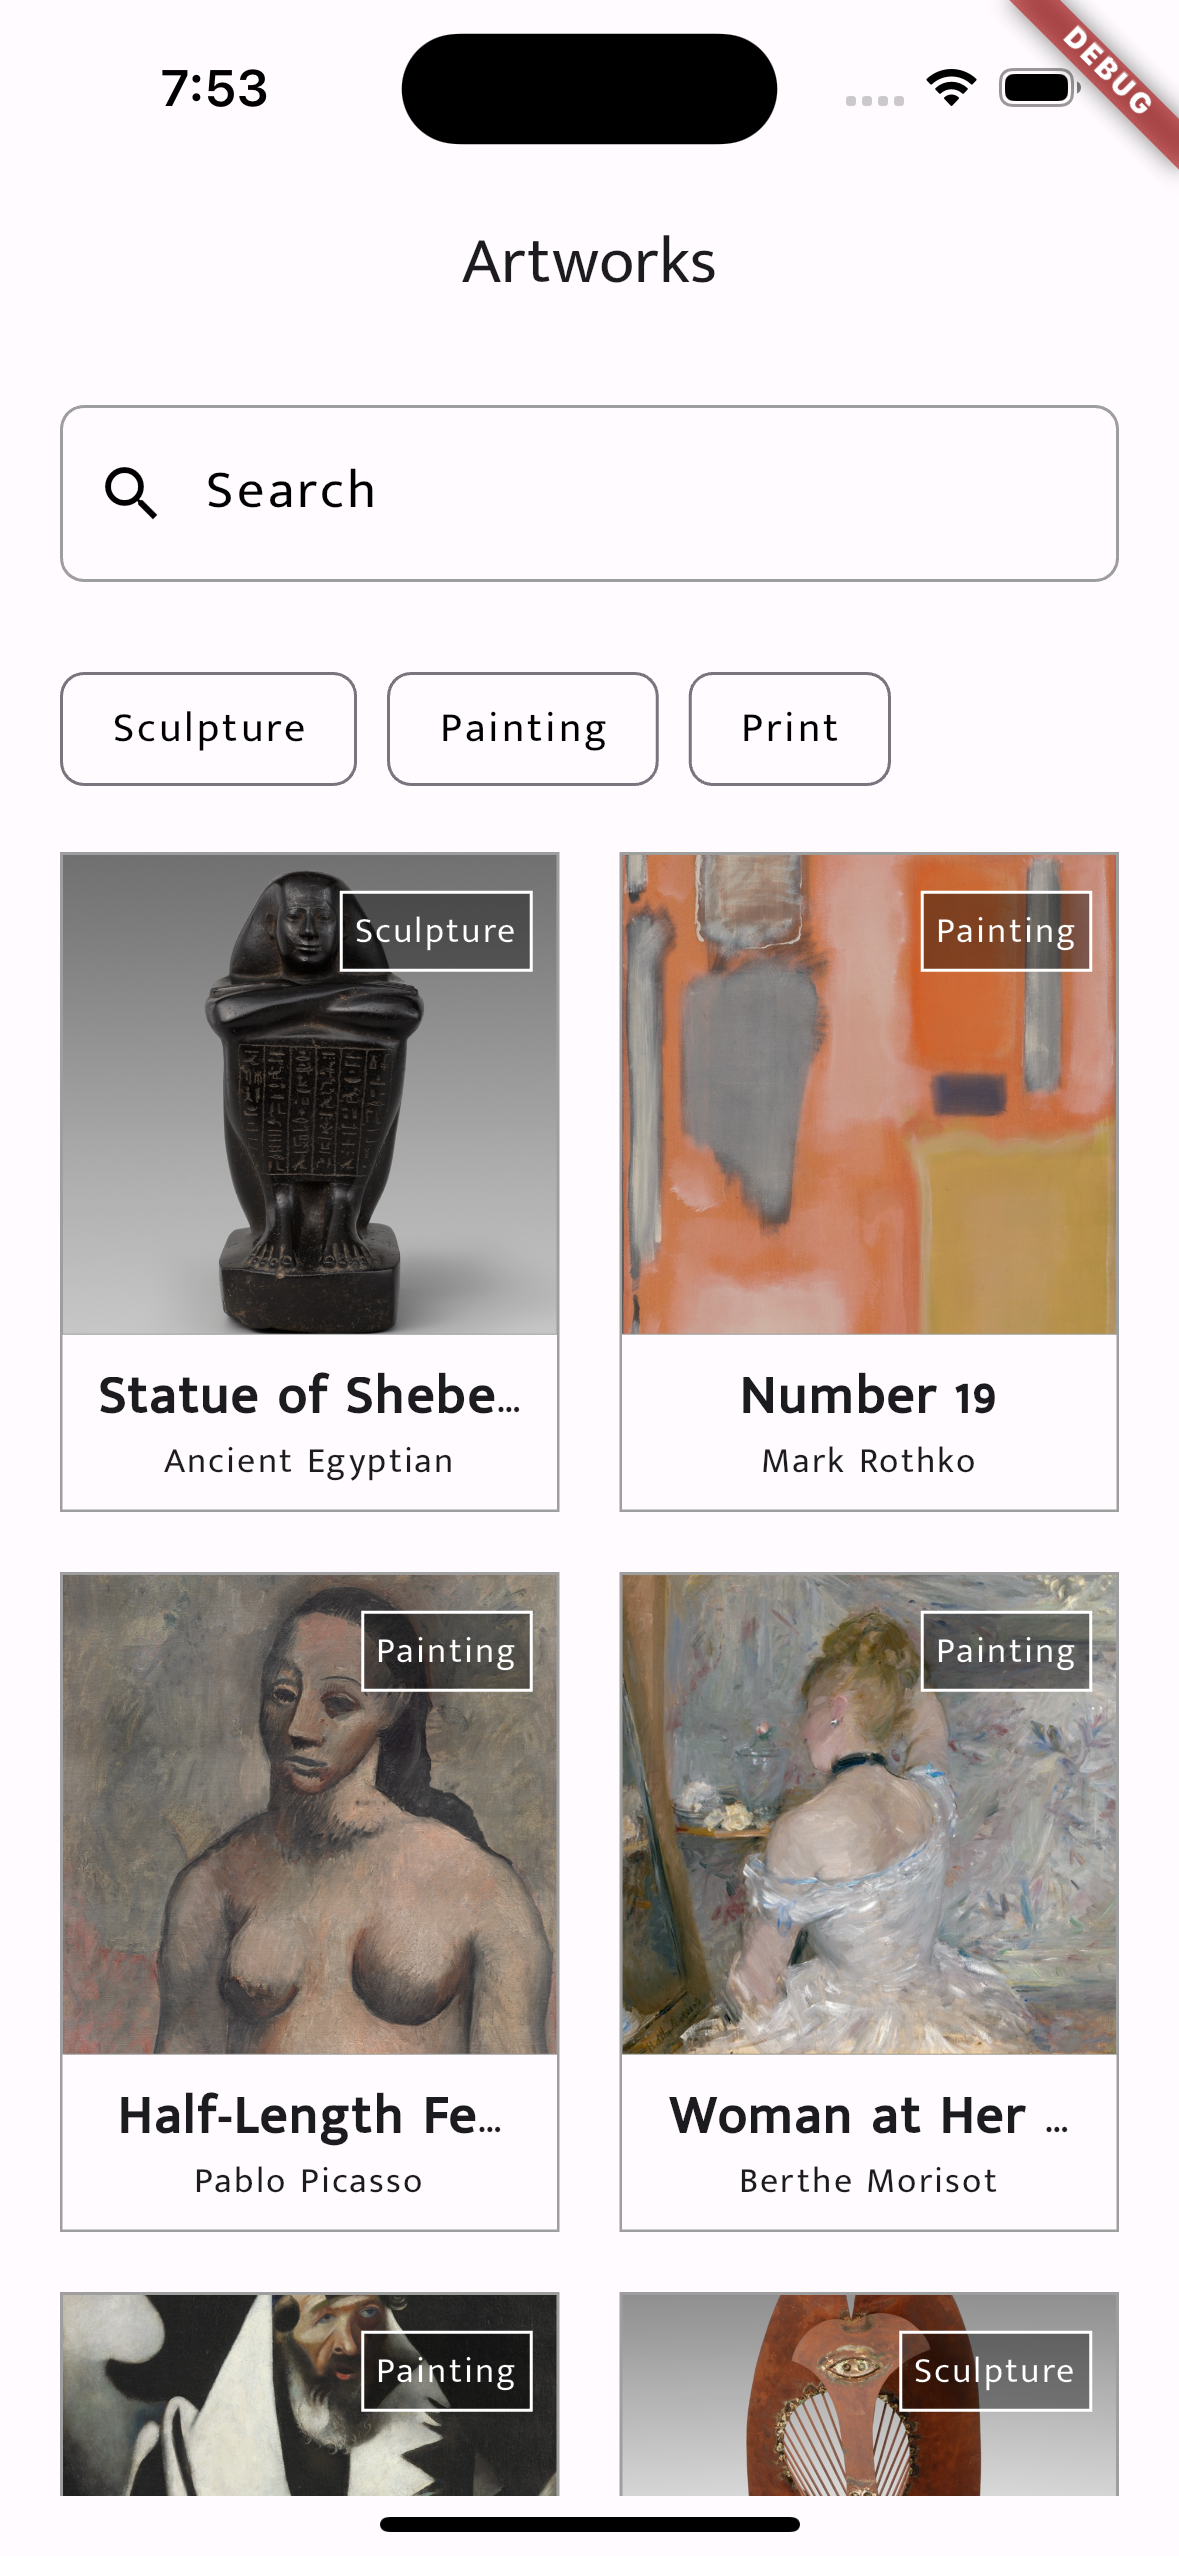 7:53
DEBUG
Artworks
Search
Sculpture
Painting
Print
Sculpture
Painting
Statue of Shebe...
Number 19
Ancient Egyptian
Mark Rothko
Painting
Painting
Half-Length Fe...
Woman at Her ...
Pablo Picasso
Berthe Morisot
Painting
Sculpture